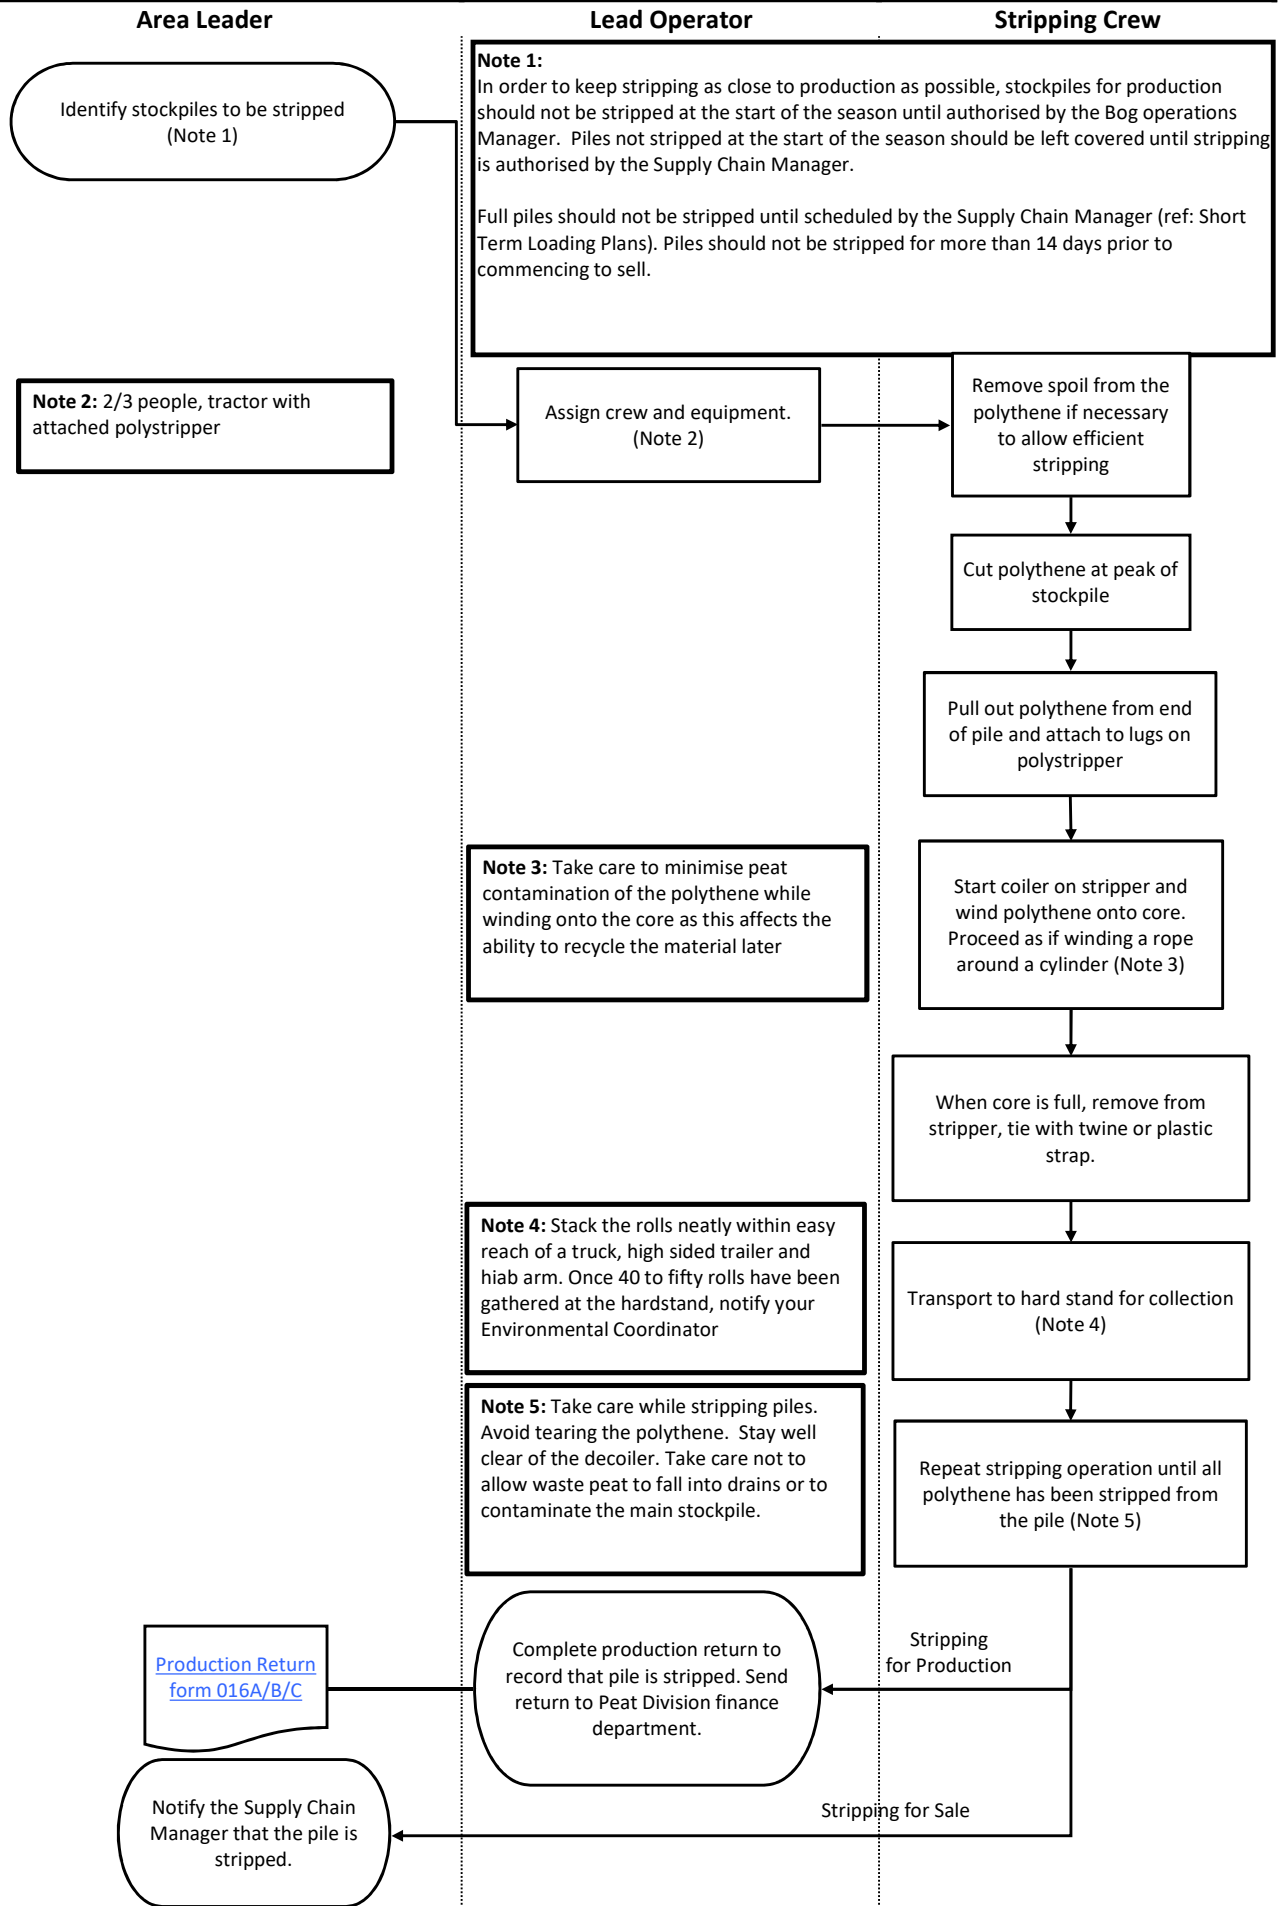 Area Leader
Lead Operator
Stripping Crew
Identify stockpiles to be stripped
(Note 1)
Note 1:
In order to keep stripping as close to production as possible, stockpiles for production
should not be stripped at the start of the season until authorised by the Bog operations
Manager.  Piles not stripped at the start of the season should be left covered until stripping
is authorised by the Supply Chain Manager.
Full piles should not be stripped until scheduled by the Supply Chain Manager (ref: Short
Term Loading Plans). Piles should not be stripped for more than 14 days prior to
commencing to sell.
Note 2: 2/3 people, tractor with
attached polystripper
Assign crew and equipment.
(Note 2)
Remove spoil from the
polythene if necessary
to allow efficient
stripping
Cut polythene at peak of
stockpile
Pull out polythene from end
of pile and attach to lugs on
polystripper
Note 3: Take care to minimise peat
contamination of the polythene while
winding onto the core as this affects the
ability to recycle the material later
Start coiler on stripper and
wind polythene onto core.
Proceed as if winding a rope
around a cylinder (Note 3)
When core is full, remove from
stripper, tie with twine or plastic
strap.
Note 4: Stack the rolls neatly within easy
reach of a truck, high sided trailer and
hiab arm. Once 40 to fifty rolls have been
gathered at the hardstand, notify your
Environmental Coordinator
Transport to hard stand for collection
(Note 4)
Note 5: Take care while stripping piles.
Avoid tearing the polythene.  Stay well
clear of the decoiler. Take care not to
allow waste peat to fall into drains or to
contaminate the main stockpile.
Repeat stripping operation until all
polythene has been stripped from
the pile (Note 5)
Production Return
form 016A/B/C
Complete production return to
record that pile is stripped. Send
return to Peat Division finance
department.
Stripping
for Production
Notify the Supply Chain
Manager that the pile is
stripped.
Stripping for Sale